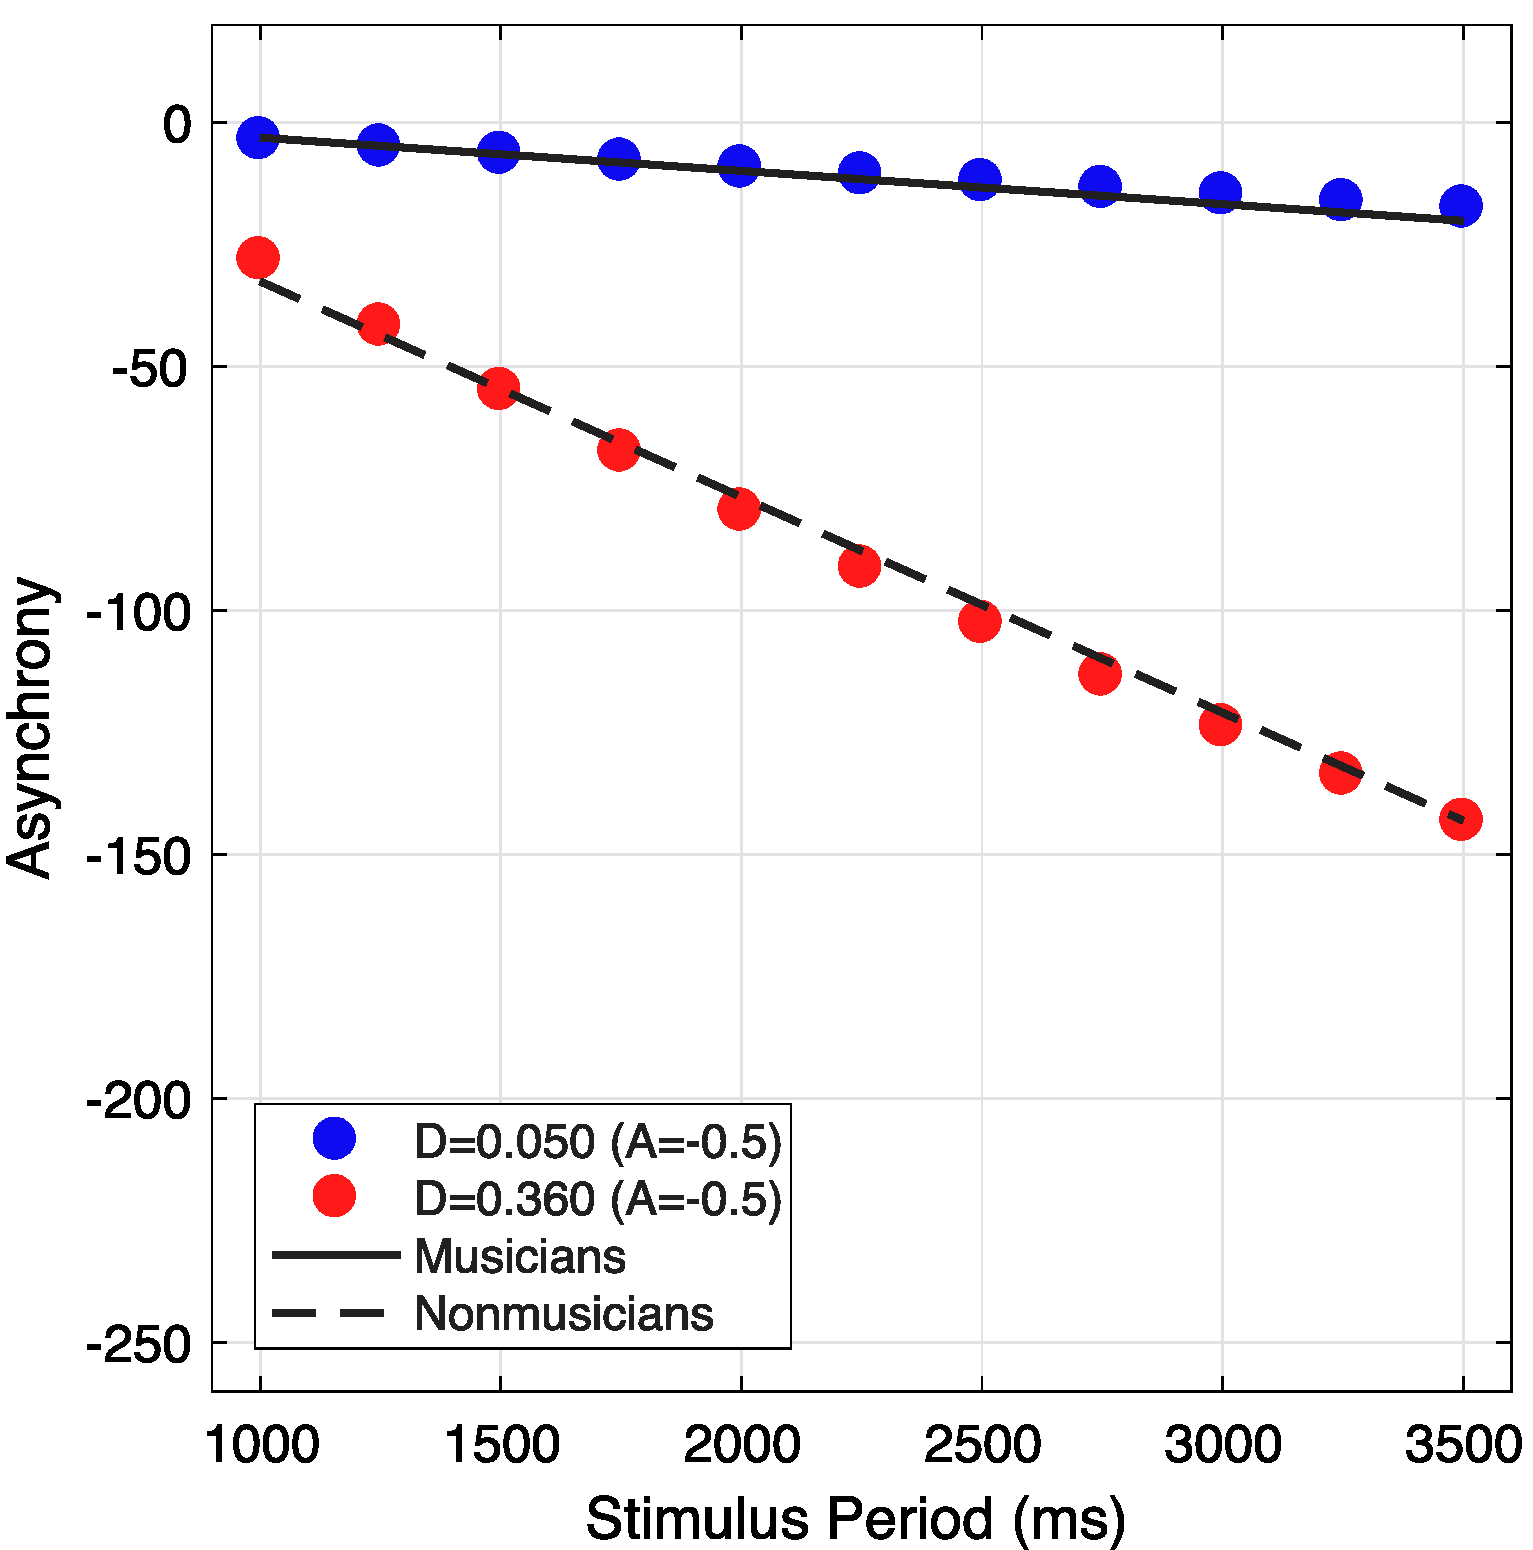 0
-50
-100
-150
-200
-250
Asynchrony
D=0.050 (A=-0.5)
D=0.360 (A=-0.5)
Musicians
Nonmusicians
1000 1500 2000 2500 3000 3500
Stimulus Period (ms)